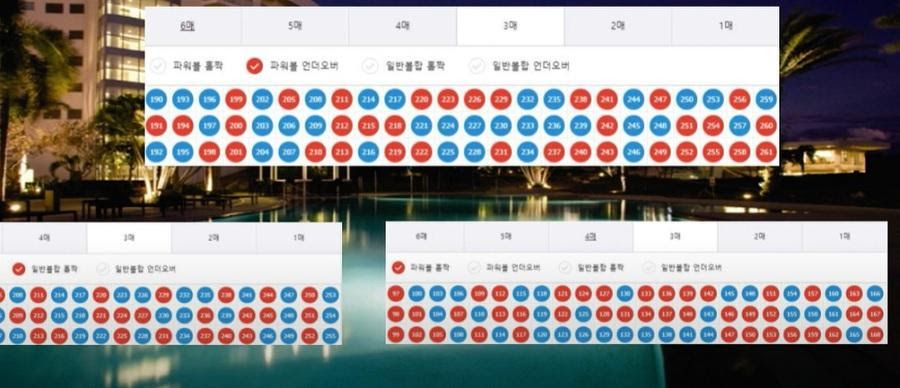 6매 5매 4매 3매 2매 1매
파워볼 홀짝 파워볼 언더오버 일반볼합 홀짝 일반볼합 언더오버
190 193 196 199 202 205 208 211 214 217 220 223 226 229 232 235 238 241 244 247 250 253 256 259
191 194 197 200 203 206 209 212 215 218 221 224 227 230 233 236 239 242 245 248 251 254 257 260
192 195 198 201 204 207 210 213 216 219 222 225 228 231 234 237 240 243 246 249 252 255 258 261
4매 3매 2매 1매
일반볼합 홀짝 일반볼합 언더오버
208 211 214 217 220 223 226 229 232 235 238 241 244 247 250 253
209 212 215 218 221 224 227 230 233 236 239 242 245 248 251 254
210 213 216 219 222 225 228 231 234 237 240 243 246 249 252 255
6매 5매 4매 3매 2매 1매
파워볼 홀짝 파워볼 언더오버 일반볼합 홀짝 일반볼합 언더오버
97 100 103 106 109 112 115 118 121 124 127 130 133 136 139 142 145 148 151 154 157 160 163 166
98 101 104 107 110 113 116 119 122 125 128 131 134 137 140 143 146 149 152 155 158 161 164 167
99 102 105 108 111 114 117 120 123 126 129 132 135 138 141 144 147 150 153 156 159 162 165 168